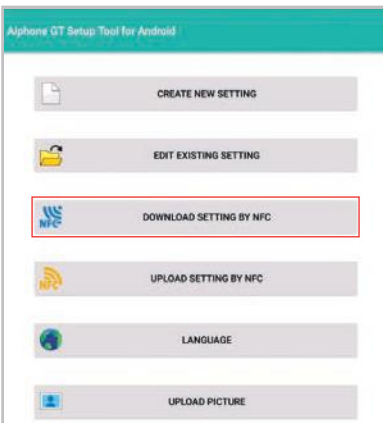 Aiphone GT Setup Tool for Android
CREATE NEW SETTING
EDIT EXISTING SETTING
NFC
DOWNLOAD SETTING BY NFC
NFC
UPLOAD SETTING BY NFC
LANGUAGE
UPLOAD PICTURE